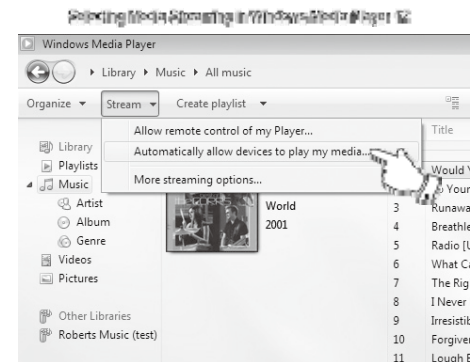 Selecting Media Streaming in Windows Media Player 12
Windows Media Player
Library Music All music
Organize Stream Create playlist
Allow remote control of my Player...
Title
Automatically allow devices to play my media...
More streaming options...
Library
Playlists
Music
Artist
Album
Genre
Videos
Pictures
Other Libraries
Roberts Music (test)
World
2001
Would
Your
3 Runawa
4 Breathle
5 Radio [U
6 What Ca
7 The Rig
8 I Never
9 Irresistib
10 Forgiven
11 Lough E